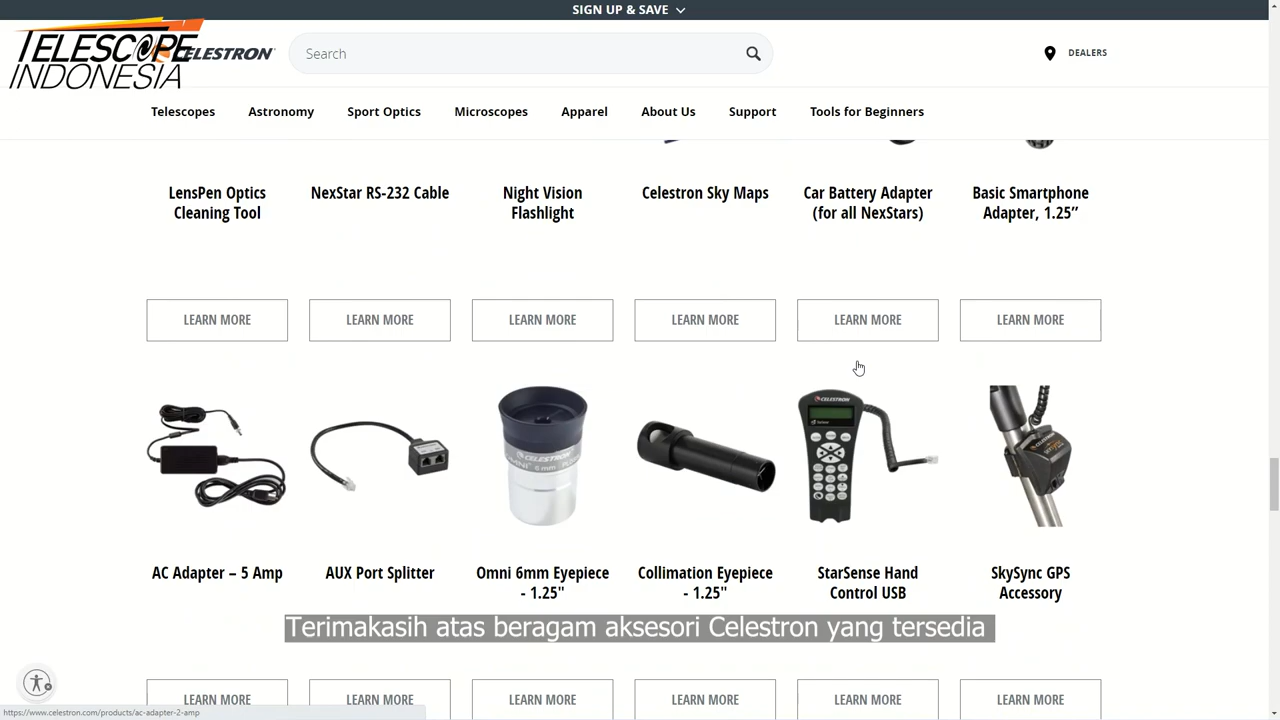 SIGN UP & SAVE
TELESCOPE
INDONESIA
CELESTRON
Search
DEALERS
Telescopes Astronomy Sport Optics Microscopes Apparel About Us Support Tools for Beginners
LensPen Optics
Cleaning Tool
NexStar RS-232 Cable
Night Vision
Flashlight
Celestron Sky Maps
Car Battery Adapter
(for all NexStars)
Basic Smartphone
Adapter, 1.25”
LEARN MORE LEARN MORE LEARN MORE LEARN MORE LEARN MORE LEARN MORE
CELESTRON
OMNI 6mm
CELESTRON
AC Adapter – 5 Amp
AUX Port Splitter
Omni 6mm Eyepiece
- 1.25"
Collimation Eyepiece
- 1.25"
StarSense Hand
Control USB
SkySync GPS
Accessory
Terimakasih atas beragam aksesori Celestron yang tersedia
LEARN MORE LEARN MORE LEARN MORE LEARN MORE LEARN MORE LEARN MORE
https://www.celestron.com/products/ac-adapter-2-amp